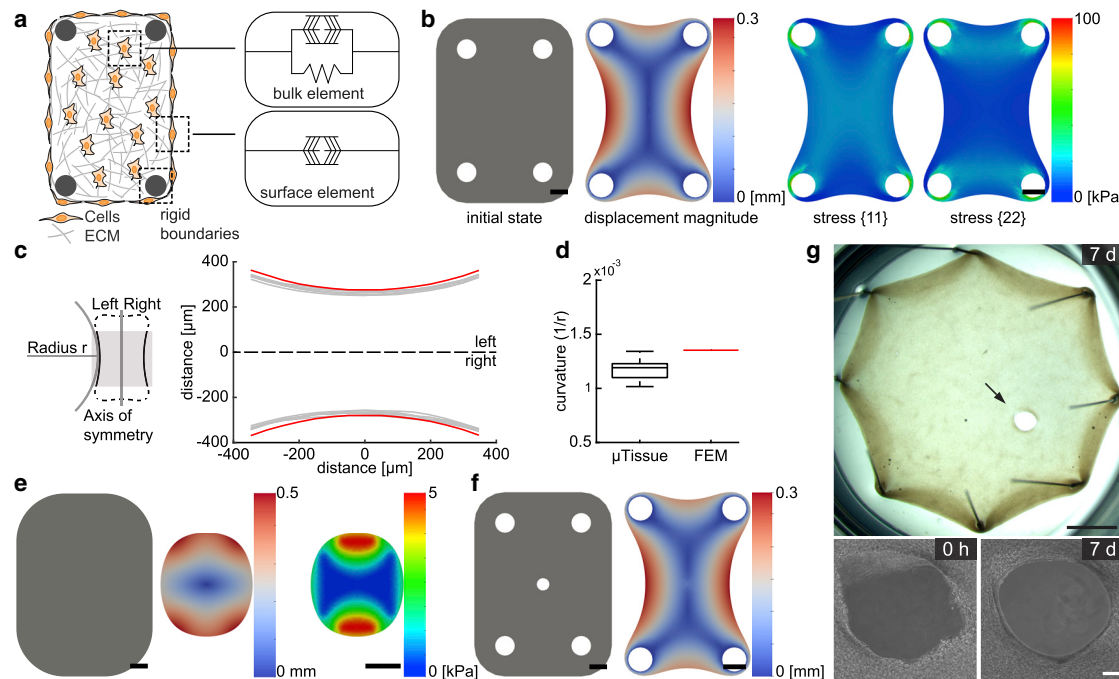 a
bulk element
surface element
Cells
ECM
rigid
boundaries
b
initial state
displacement magnitude
0.3
0 [mm]
stress {11}
stress {22}
100
0 [kPa
c
Left Right
Radius r
Axis of
symmetry
distance [µm]
400
200
0
-200
-400
left
right
-400
-200
0
200
400
distance [µm]
d
×10-3
2
1.5
1
0.5
curvature (1/r)
µTissue
FEM
e
0.5
0 mm
5
0 [kPa]
f
0.3
0 [mm]
g
7 d
0 h
7 d